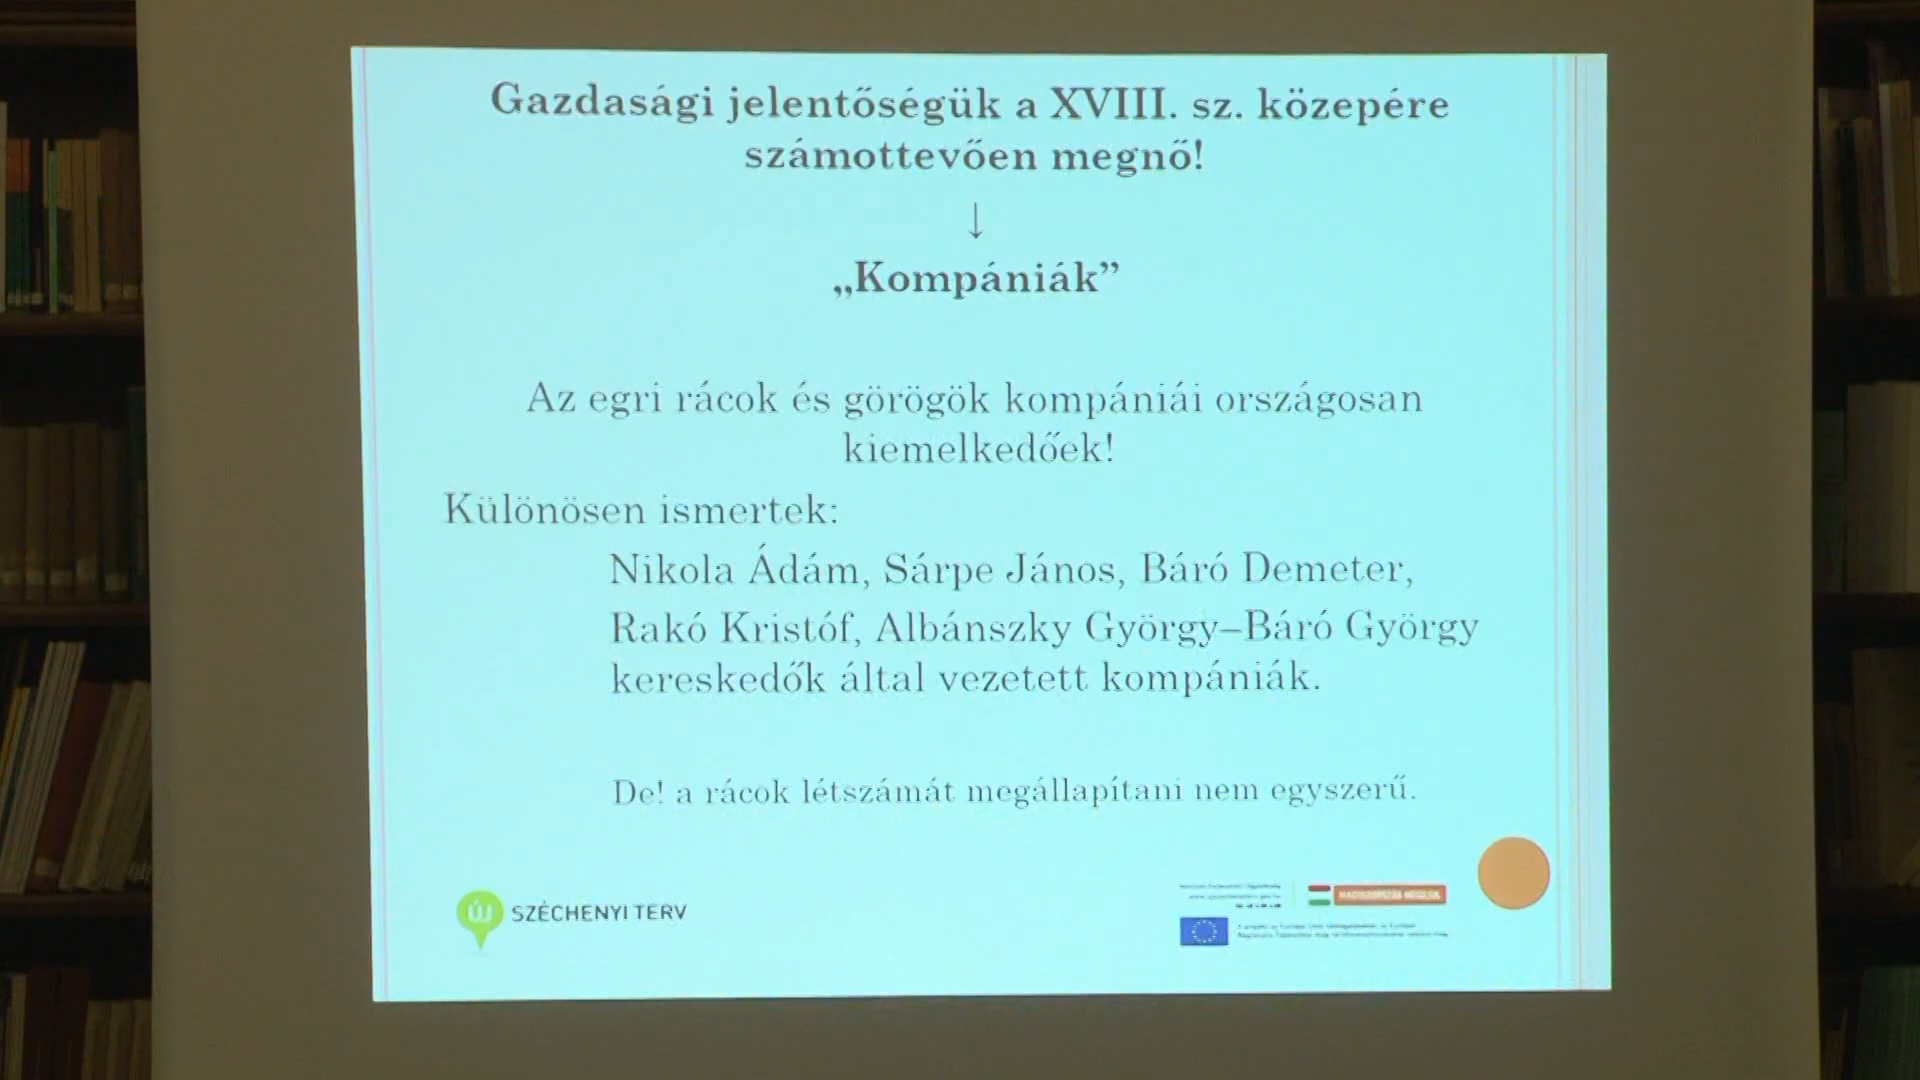 Gazdasági jelentőségük a XVIII. sz. közepére
számottevően megnő!
↓
„Kompániák”
Az egri rácok és görögök kompániái országosan
kiemelkedőek!
Különösen ismertek:
Nikola Ádám, Sárpe János, Báró Demeter,
Rakó Kristóf, Albánszky György–Báró György
kereskedők által vezetett kompániák.
De! a rácok létszámát megállapítani nem egyszerű.
ÚJ SZÉCHENYI TERV